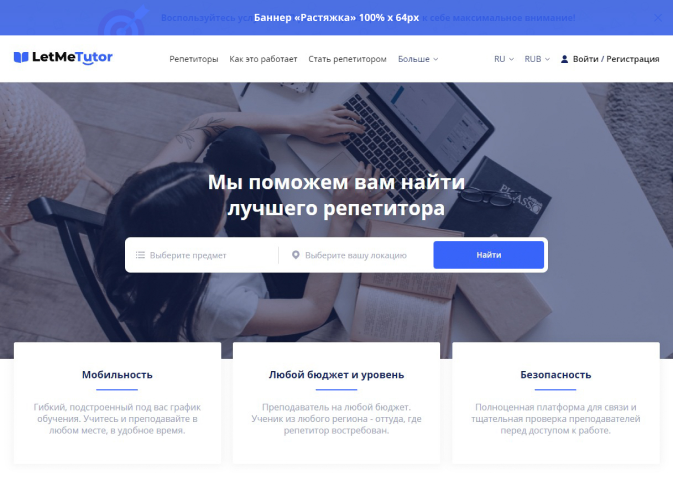 Воспользуйтесь усл
Баннер «Растяжка» 100% x 64px
к себе максимальное внимание!
LetMeTutor
Репетиторы Как это работает Стать репетитором Больше RU RUB Войти / Регистрация
Мы поможем вам найти
лучшего репетитора
Выберите предмет Выберите вашу локацию Найти
PICASSO
Мобильность
Гибкий, подстроенный под вас график
обучения. Учитесь и преподавайте в
любом месте, в удобное время.
Любой бюджет и уровень
Преподаватель на любой бюджет.
Ученик из любого региона - оттуда, где
репетитор востребован.
Безопасность
Полноценная платформа для связи и
тщательная проверка преподавателей
перед доступом к работе.